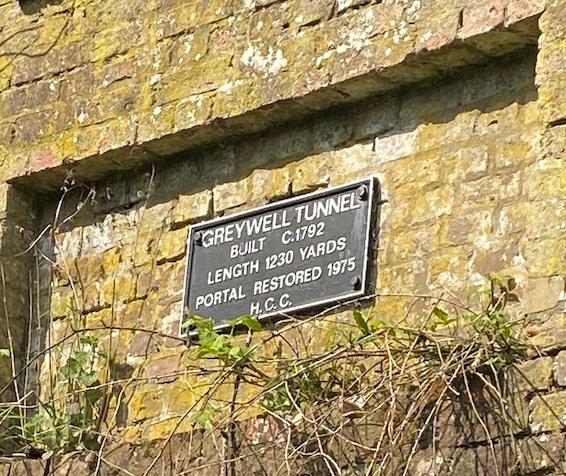 GREYWELL TUNNEL
BUILT C.1792
LENGTH 1230 YARDS
PORTAL RESTORED 1975
H.C.C.